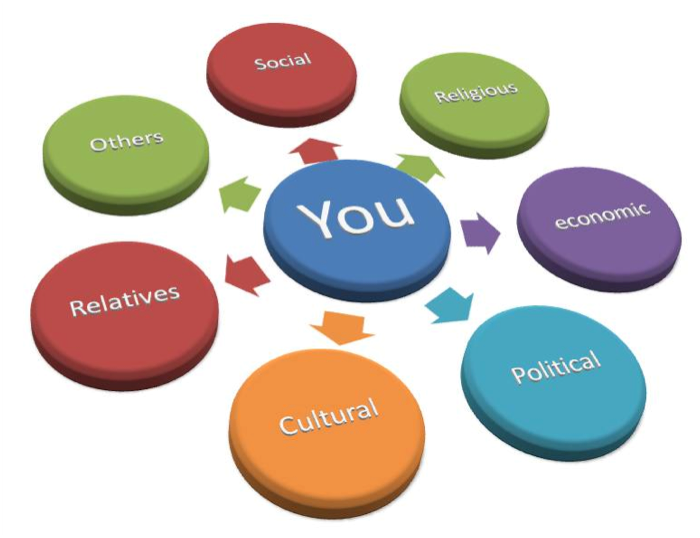 Social
Religious
Others
You
economic
Relatives
Political
Cultural